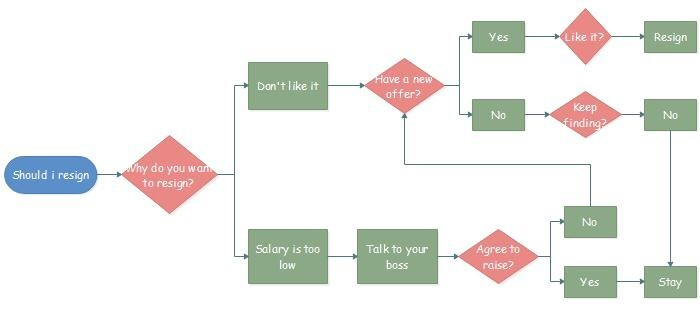 Should i resign
Why do you want
to resign?
Don't like it
Have a new
offer?
Yes
Like it?
Resign
No
Keep
finding?
No
Salary is too
low
Talk to your
boss
Agree to
raise?
No
Yes
Stay